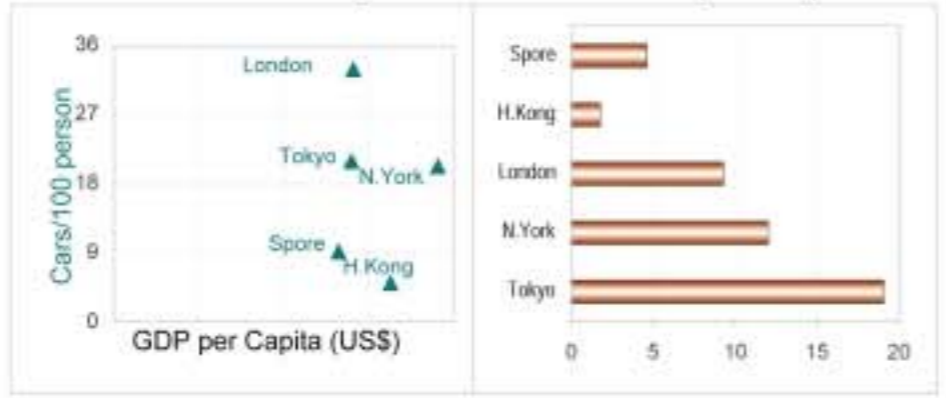 36
London
27
Tokyo
N.York
18
Spore
9
H.Kong
0
Cars/100 person
GDP per Capita (US$)
Spore
H.Kong
London
N.York
Tokyo
0 5 10 15 20